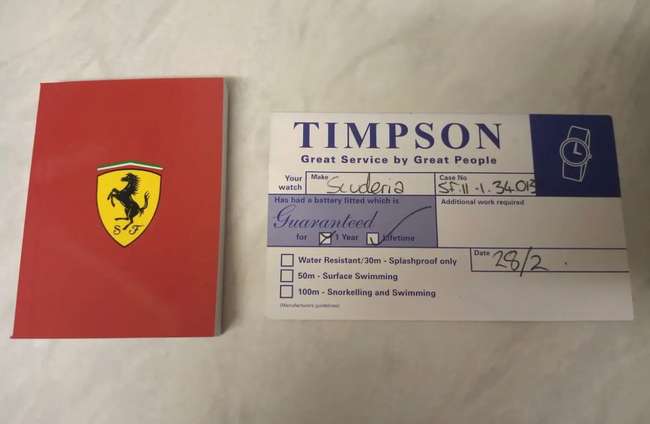 S F
TIMPSON
Great Service by Great People
Your watch
Make
Scuderia
Case No
SF.11.1.34.013
Has had a battery fitted which is
Guaranteed
for 1 Year Lifetime
Additional work required
Water Resistant/30m - Splashproof only
50m - Surface Swimming
100m - Snorkelling and Swimming
(Manufacturers guidelines)
Date
28/2.